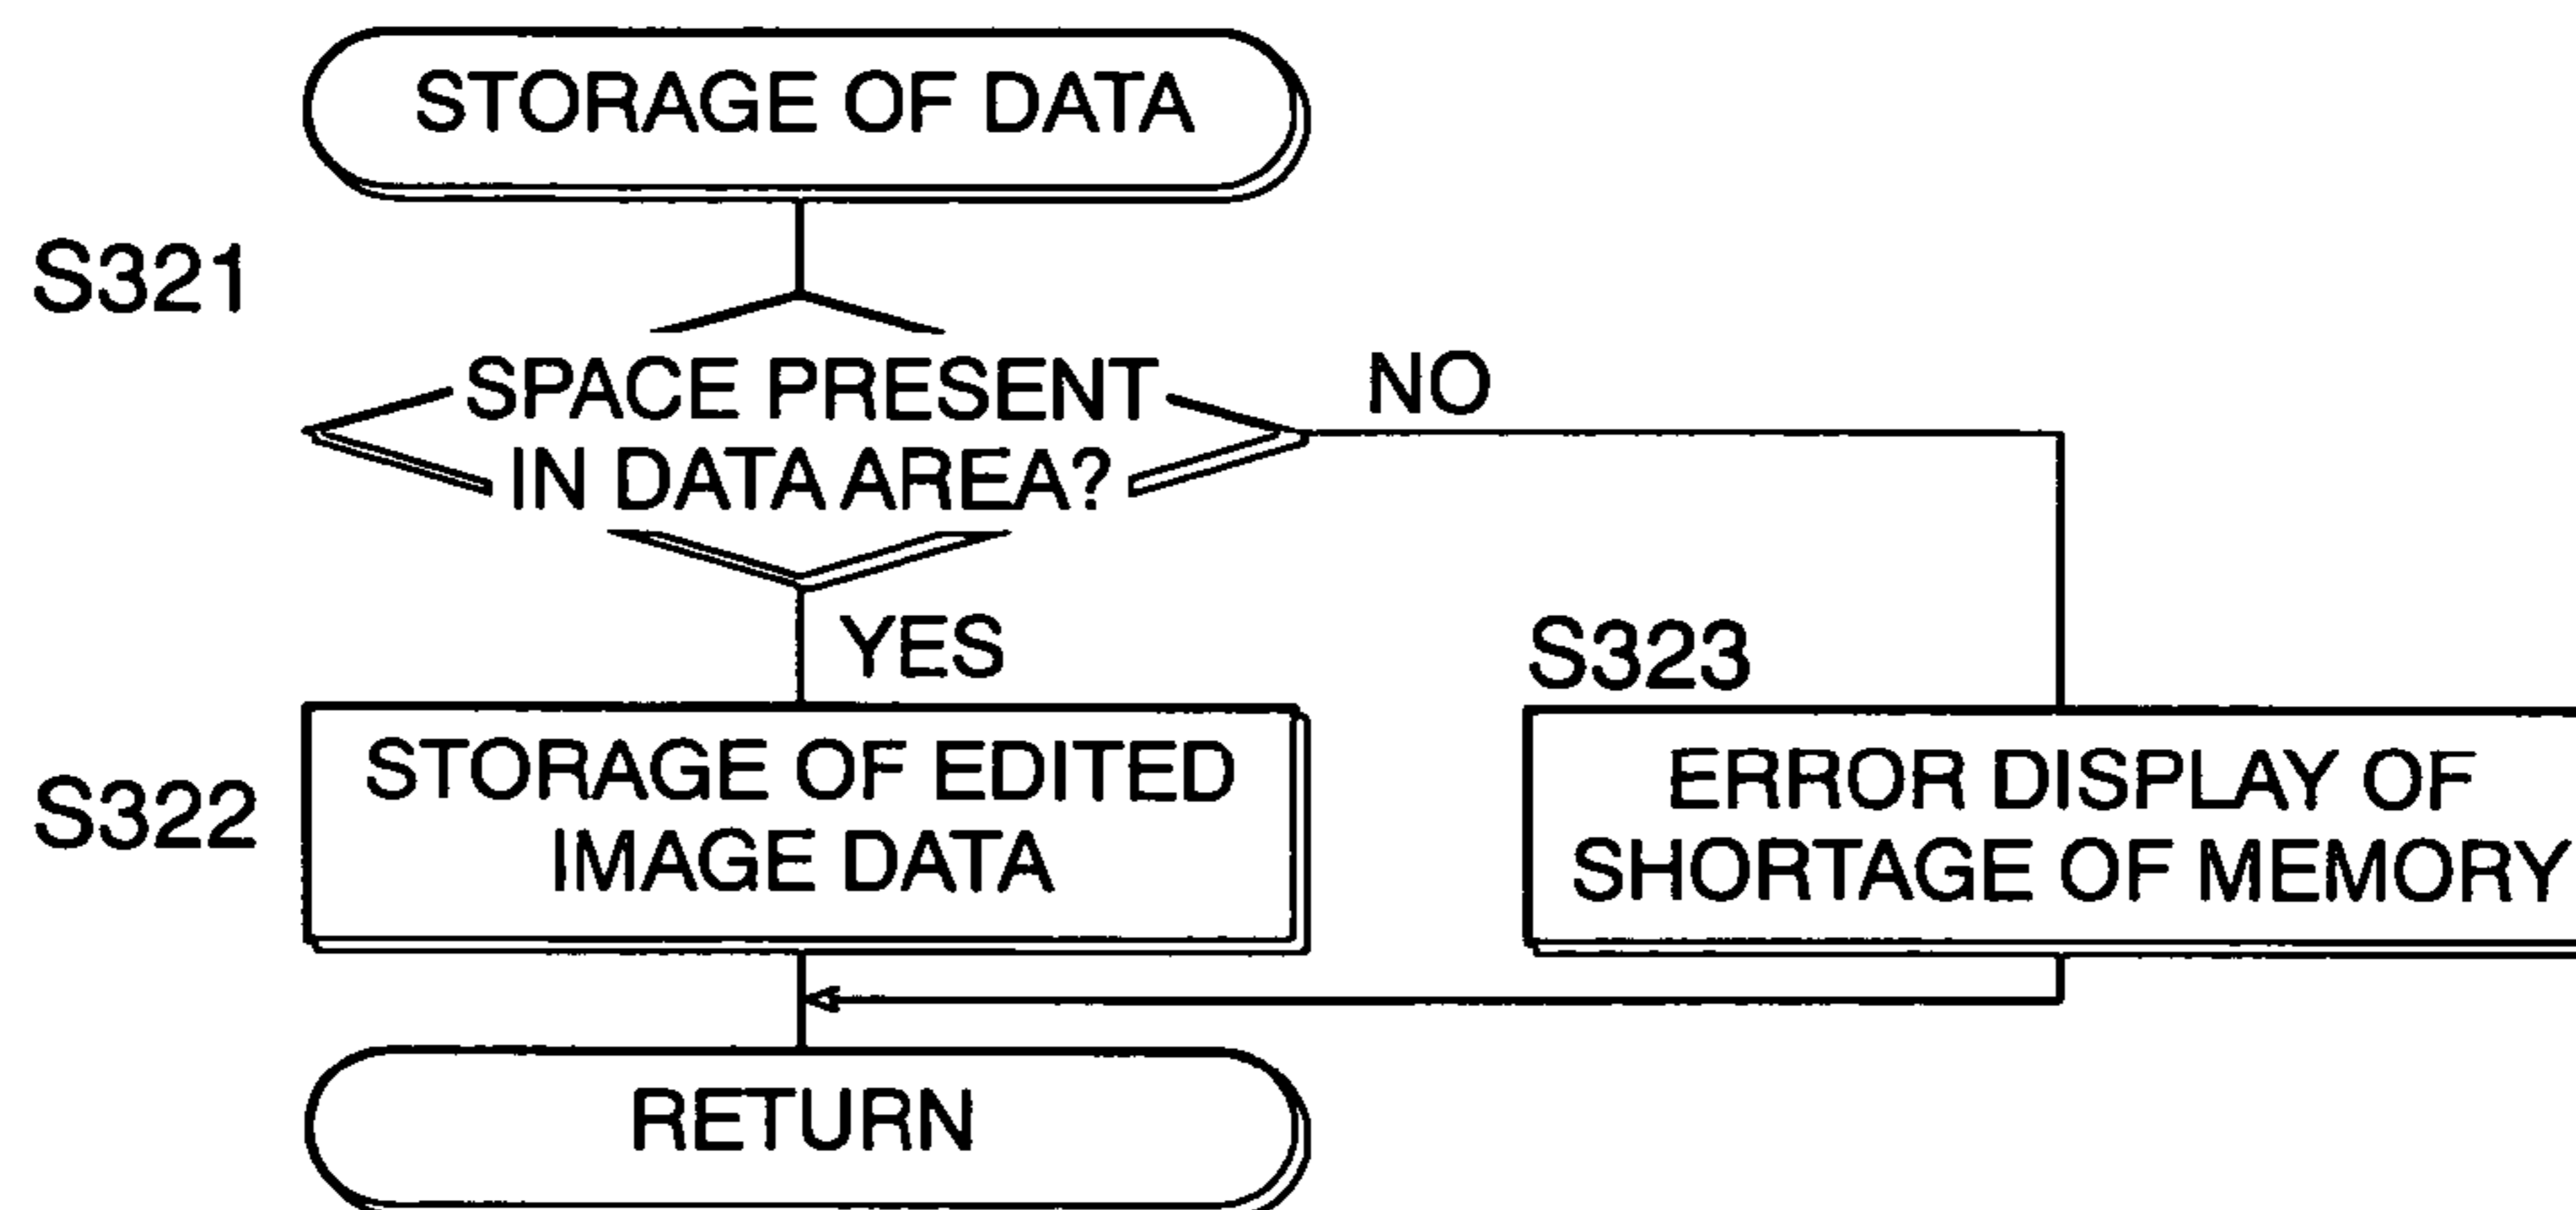 STORAGE OF DATA
S321
SPACE PRESENT
IN DATA AREA?
NO
YES
S322
STORAGE OF EDITED
IMAGE DATA
S323
ERROR DISPLAY OF
SHORTAGE OF MEMORY
RETURN